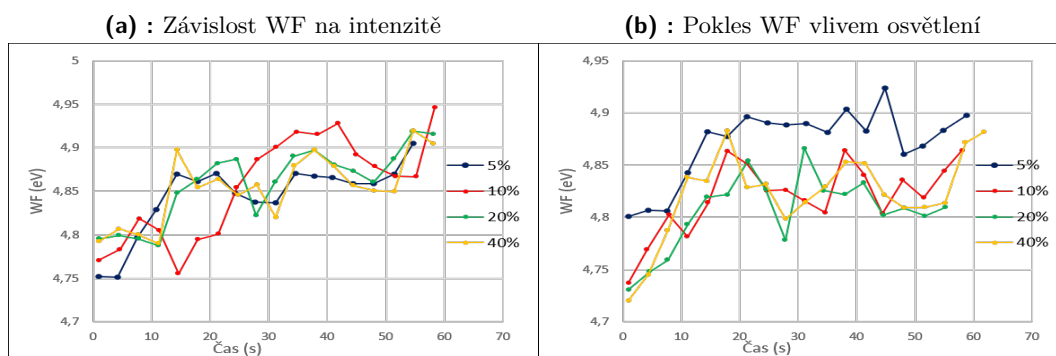 (a) : Závislost WF na intenzitě
5
4,95
4,9
4,85
4,8
4,75
4,7
WF (eV)
0 10 20 30 40 50 60 70
Čas (s)
5%
10%
20%
40%
(b) : Pokles WF vlivem osvětlení
4,95
4,9
4,85
4,8
4,75
4,7
WF (eV)
0 10 20 30 40 50 60 70
Čas (s)
5%
10%
20%
40%